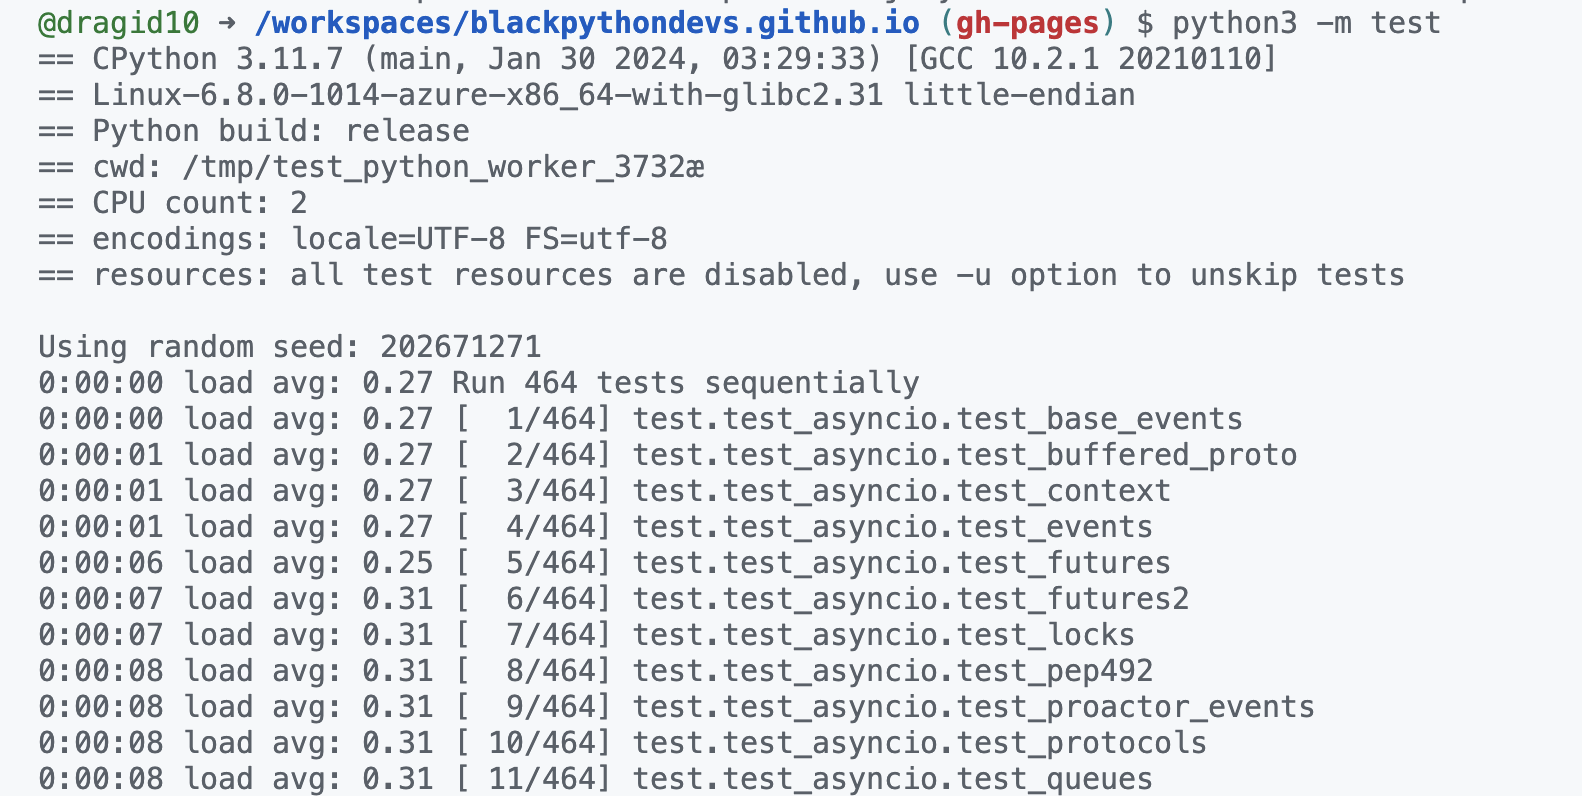 @dragid10 → /workspaces/blackpythondevs.github.io (gh-pages) $ python3 -m test
== CPython 3.11.7 (main, Jan 30 2024, 03:29:33) [GCC 10.2.1 20210110]
== Linux-6.8.0-1014-azure-x86_64-with-glibc2.31 little-endian
== Python build: release
== cwd: /tmp/test_python_worker_3732æ
== CPU count: 2
== encodings: locale=UTF-8 FS=utf-8
== resources: all test resources are disabled, use -u option to unskip tests
Using random seed: 202671271
0:00:00 load avg: 0.27 Run 464 tests sequentially
0:00:00 load avg: 0.27 [  1/464] test.test_asyncio.test_base_events
0:00:01 load avg: 0.27 [  2/464] test.test_asyncio.test_buffered_proto
0:00:01 load avg: 0.27 [  3/464] test.test_asyncio.test_context
0:00:01 load avg: 0.27 [  4/464] test.test_asyncio.test_events
0:00:06 load avg: 0.25 [  5/464] test.test_asyncio.test_futures
0:00:07 load avg: 0.31 [  6/464] test.test_asyncio.test_futures2
0:00:07 load avg: 0.31 [  7/464] test.test_asyncio.test_locks
0:00:08 load avg: 0.31 [  8/464] test.test_asyncio.test_pep492
0:00:08 load avg: 0.31 [  9/464] test.test_asyncio.test_proactor_events
0:00:08 load avg: 0.31 [ 10/464] test.test_asyncio.test_protocols
0:00:08 load avg: 0.31 [ 11/464] test.test_asyncio.test_queues